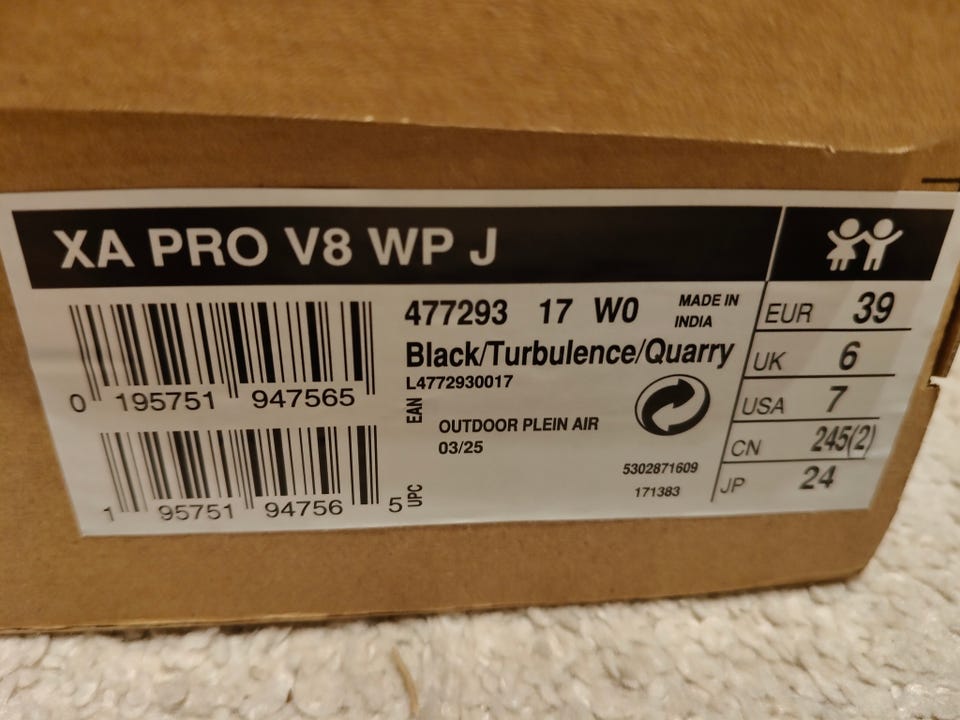 XA PRO V8 WP J
477293 17 W0
MADE IN
INDIA
Black/Turbulence/Quarry
L4772930017
0 195751 947565
EAN
OUTDOOR PLEIN AIR
03/25
5302871609
171383
1 95751 94756 5
UPC
EUR 39
UK 6
USA 7
CN 245(2)
JP 24